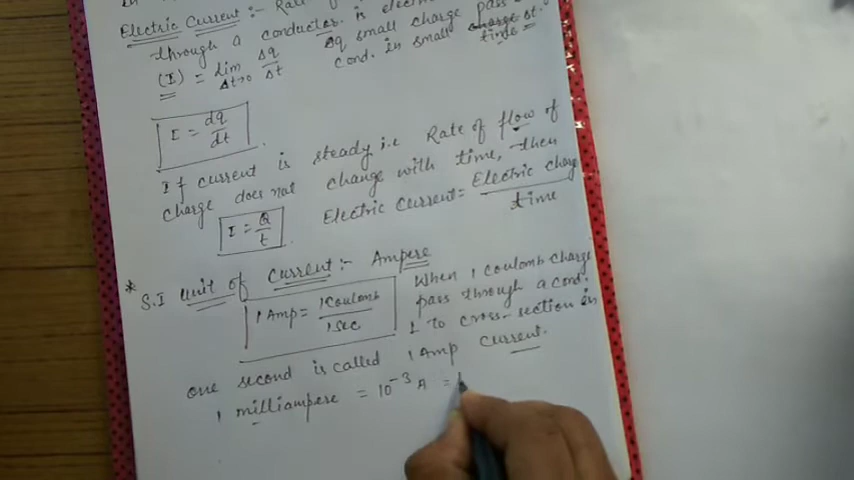 Electric Current :- Rate
through a conductor is
(I) = Lim Δq/Δt Δq small charge pass
Δt→0 cond. in small charge Δt.
time
I = dq/dt
If current is steady i.e Rate of flow of
charge does not change with time, then
I = Q/t Electric Current = Electric charge/time
* S.I unit of Current :- Ampere
1 Amp = 1 Coulomb/1 sec When 1 coulomb charge
pass through a cond.
⊥ to cross-section in
one second is called 1 Amp Current.
1 milliampere = 10⁻³ A =